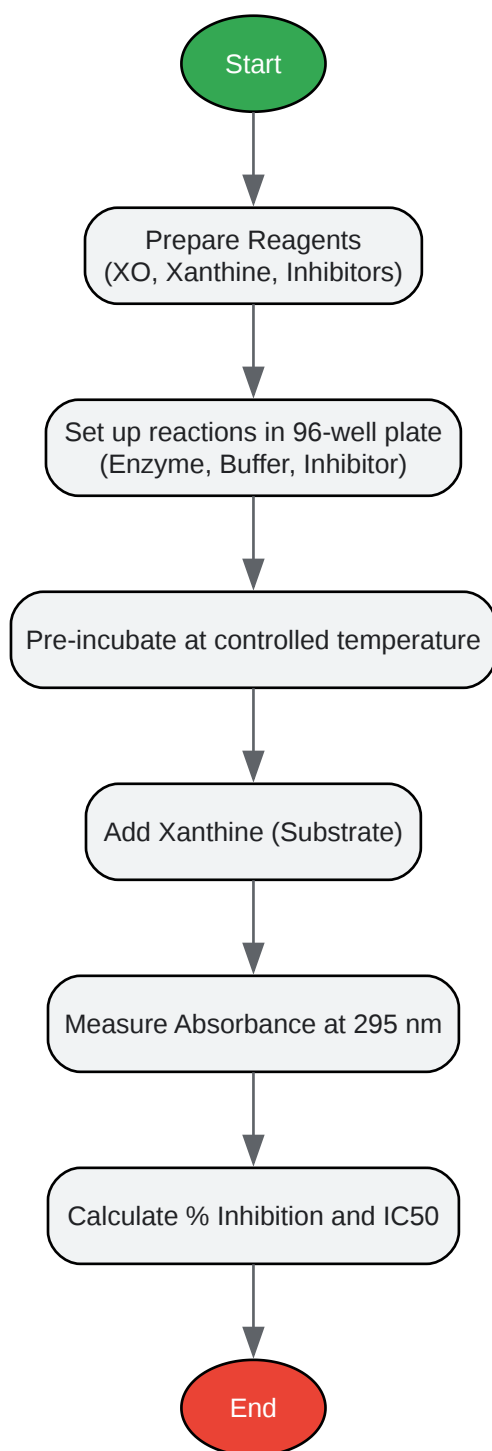 Start
Prepare Reagents
(XO, Xanthine, Inhibitors)
Set up reactions in 96-well plate
(Enzyme, Buffer, Inhibitor)
Pre-incubate at controlled temperature
Add Xanthine (Substrate)
Measure Absorbance at 295 nm
Calculate % Inhibition and IC50
End